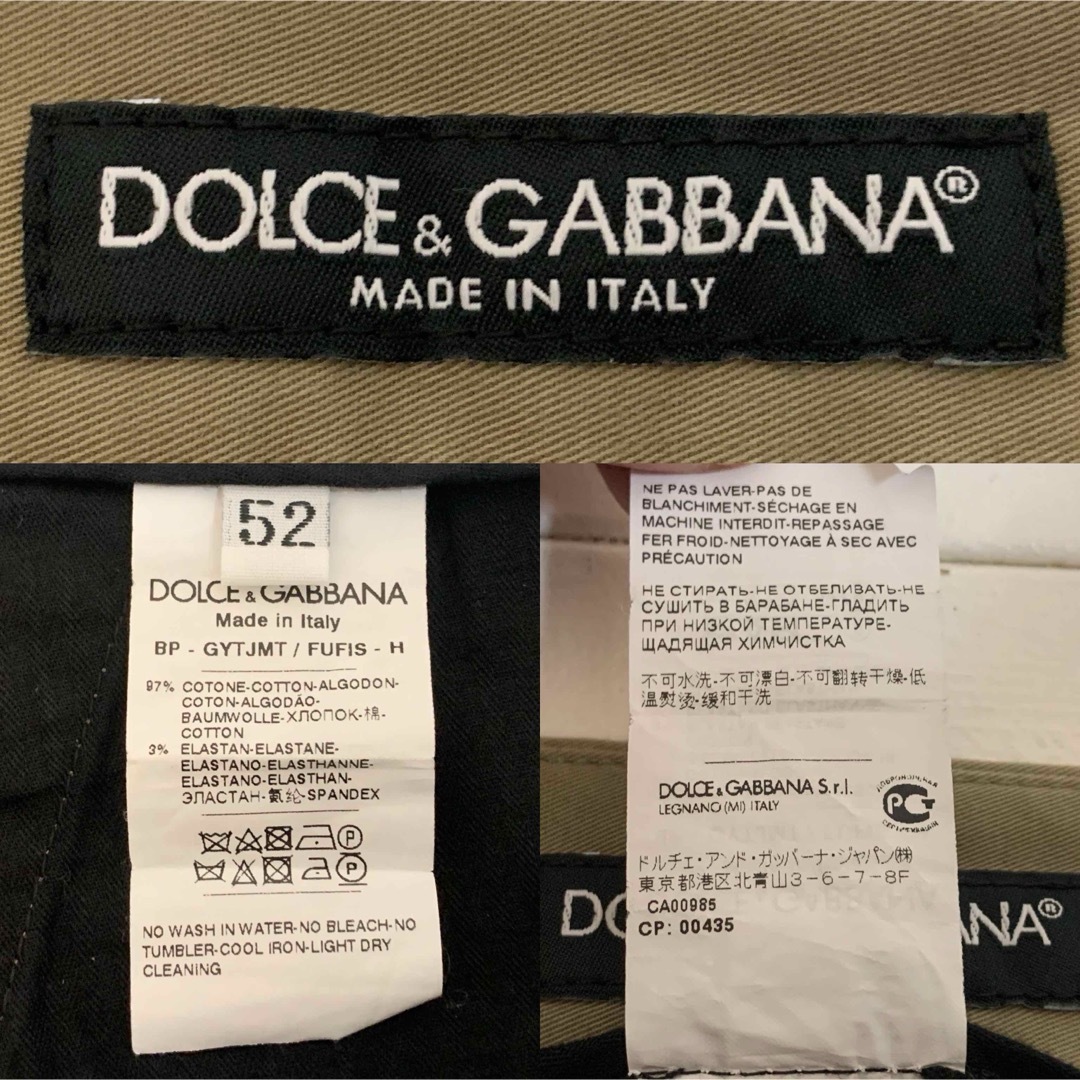 DOLCE & GABBANA®
MADE IN ITALY
52
DOLCE & GABBANA
Made in Italy
BP - GYTJMT / FUFIS - H
97% COTONE-COTTON-ALGODON-
COTON-ALGODÃO-
BAUMWOLLE-ХЛОПОК-棉-
COTTON
3% ELASTAN-ELASTANE-
ELASTANO-ELASTHANNE-
ELASTANO-ELASTHAN-
ЭЛАСТАН-氨纶-SPANDEX
NO WASH IN WATER-NO BLEACH-NO
TUMBLER-COOL IRON-LIGHT DRY
CLEANING
NE PAS LAVER-PAS DE
BLANCHIMENT-SÉCHAGE EN
MACHINE INTERDIT-REPASSAGE
FER FROID-NETTOYAGE À SEC AVEC
PRÉCAUTION
НЕ СТИРАТЬ-НЕ ОТБЕЛИВАТЬ-НЕ
СУШИТЬ В БАРАБАНЕ-ГЛАДИТЬ
ПРИ НИЗКОЙ ТЕМПЕРАТУРЕ-
ЩАДЯЩАЯ ХИМЧИСТКА
不可水洗-不可漂白-不可翻转干燥-低
温熨烫-缓和干洗
DOLCE & GABBANA S.r.l.
LEGNANO (MI) ITALY
ドルチェ・アンド・ガッバーナ・ジャパン㈱
東京都港区北青山3-6-7-8F
CA00985
CP: 00435
DO
ANA®